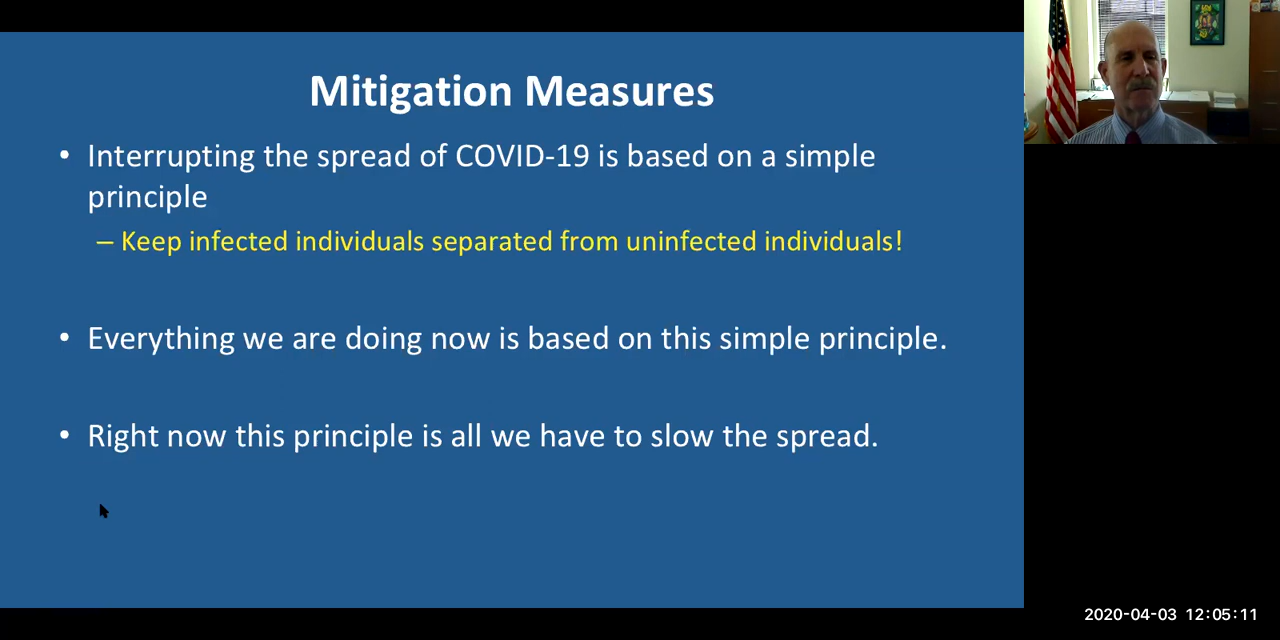 Mitigation Measures
• Interrupting the spread of COVID-19 is based on a simple
principle
– Keep infected individuals separated from uninfected individuals!
• Everything we are doing now is based on this simple principle.
• Right now this principle is all we have to slow the spread.
2020-04-03 12:05:11